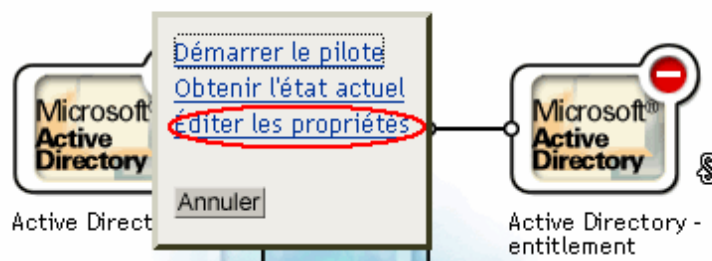 Démarrer le pilote
Obtenir l'état actuel
Éditer les propriétés
Annuler
Microsoft®
Active
Directory
Active Direct
Microsoft®
Active
Directory
Active Directory -
entitlement